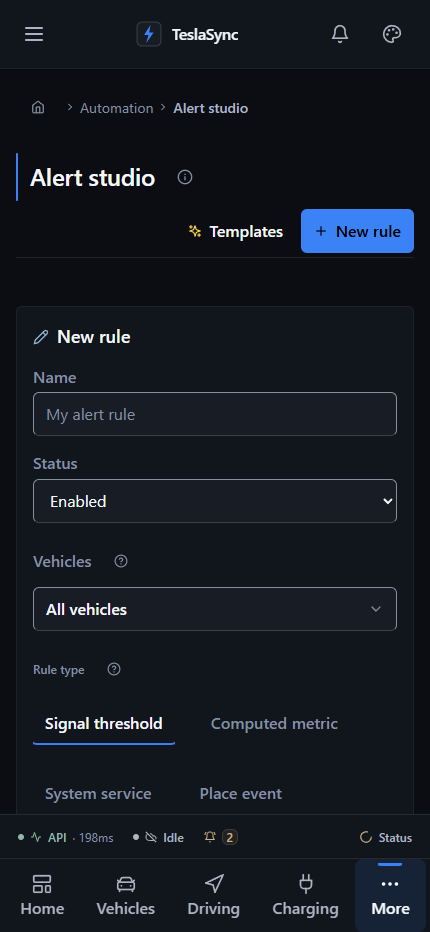 TeslaSync
Automation Alert studio
Alert studio
Templates + New rule
New rule
Name
My alert rule
Status
Enabled
Vehicles
All vehicles
Rule type
Signal threshold Computed metric
System service Place event
API · 198ms Idle 2 Status
Home Vehicles Driving Charging More